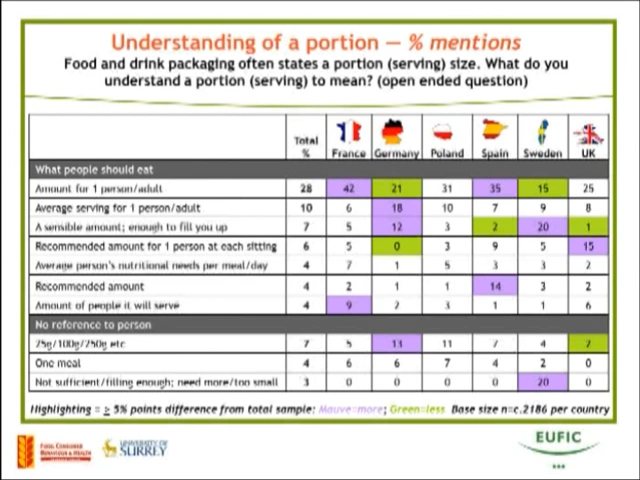 Understanding of a portion — % mentions
Food and drink packaging often states a portion (serving) size. What do you
understand a portion (serving) to mean? (open ended question)
Total % France Germany Poland Spain Sweden UK
What people should eat
Amount for 1 person/adult 28 42 21 31 35 15 25
Average serving for 1 person/adult 10 6 18 10 7 9 8
A sensible amount; enough to fill you up 7 5 12 3 2 20 1
Recommended amount for 1 person at each sitting 6 5 0 3 9 5 15
Average person's nutritional needs per meal/day 4 7 1 5 3 3 2
Recommended amount 4 2 1 1 14 3 2
Amount of people it will serve 4 9 2 3 1 1 6
No reference to person
25g/100g/250g etc 7 5 11 7 4 2
One meal 4 6 6 7 4 2 0
Not sufficient/filling enough; need more/too small 3 0 0 0 0 20 0
Highlighting = ≥ 5% points difference from total sample: Mauve=more; Green=less Base size n=c.2186 per country
FOOD CONSUMER
BEHAVIOUR & HEALTH
UNIVERSITY OF
SURREY
EUFIC